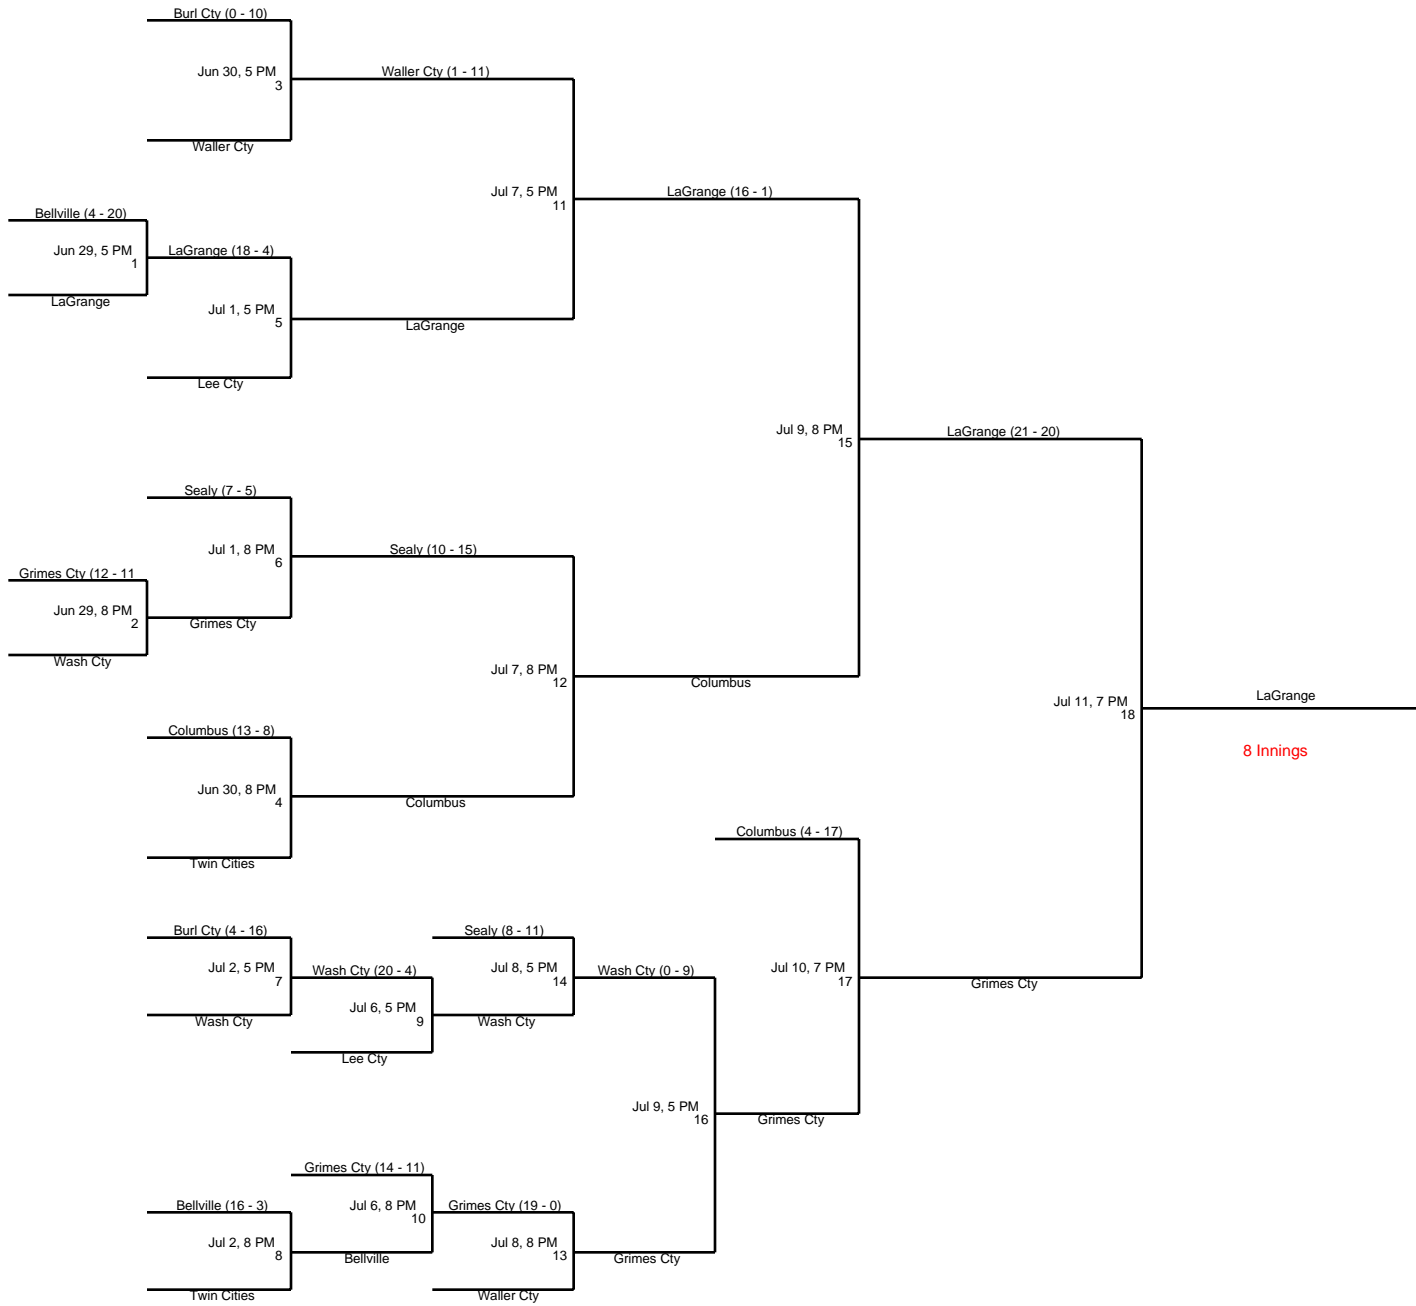 Burl Cty (0 - 10)
Jun 30, 5 PM
3
Waller Cty (1 - 11)
Waller Cty
Jul 7, 5 PM
11
LaGrange (16 - 1)
Bellville (4 - 20)
Jun 29, 5 PM
1
LaGrange (18 - 4)
LaGrange
Jul 1, 5 PM
5
LaGrange
Lee Cty
Jul 9, 8 PM
15
LaGrange (21 - 20)
Sealy (7 - 5)
Jul 1, 8 PM
6
Sealy (10 - 15)
Grimes Cty (12 - 11
Jun 29, 8 PM
2
Grimes Cty
Wash Cty
Jul 7, 8 PM
12
Columbus
Jul 11, 7 PM
18
LaGrange
8 Innings
Columbus (13 - 8)
Jun 30, 8 PM
4
Columbus
Twin Cities
Columbus (4 - 17)
Burl Cty (4 - 16)
Jul 2, 5 PM
7
Wash Cty (20 - 4)
Wash Cty
Jul 6, 5 PM
9
Lee Cty
Sealy (8 - 11)
Jul 8, 5 PM
14
Wash Cty
Wash Cty (0 - 9)
Jul 10, 7 PM
17
Grimes Cty
Jul 9, 5 PM
16
Grimes Cty
Grimes Cty (14 - 11)
Jul 6, 8 PM
10
Grimes Cty (19 - 0)
Bellville (16 - 3)
Jul 2, 8 PM
8
Bellville
Twin Cities
Jul 8, 8 PM
13
Grimes Cty
Waller Cty